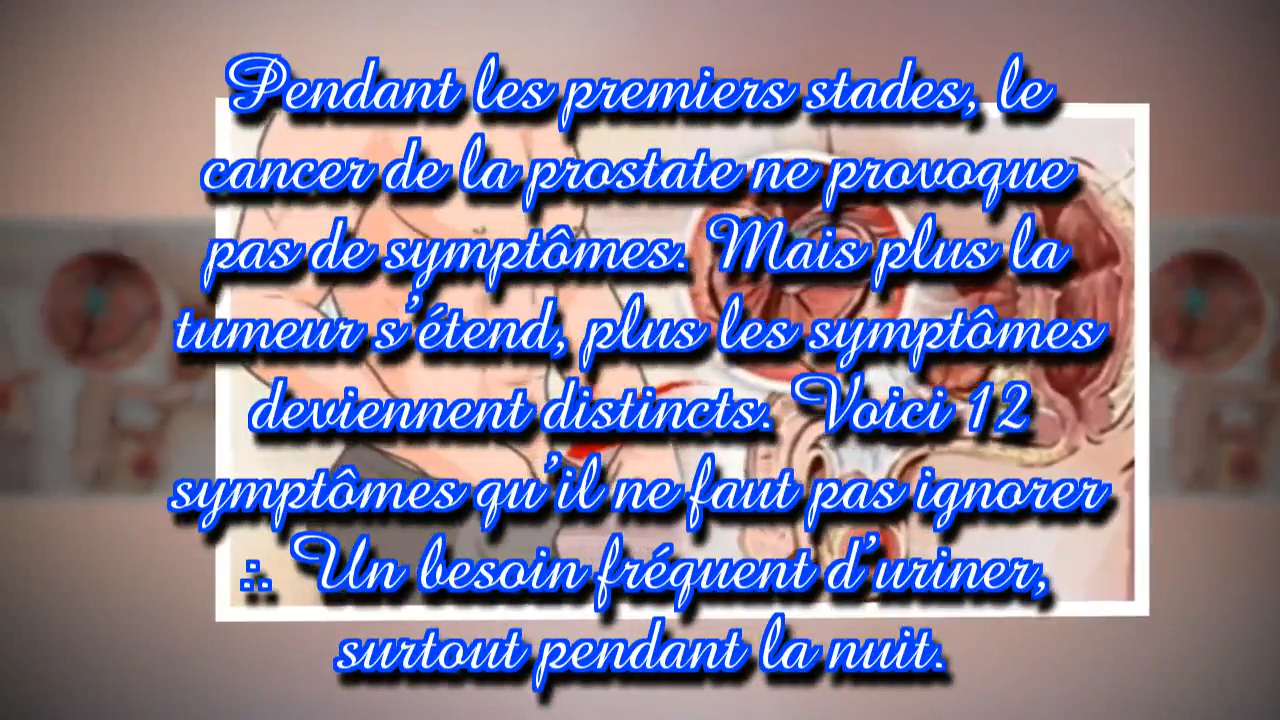 Pendant les premiers stades, le
cancer de la prostate ne provoque
pas de symptômes. Mais plus la
tumeur s'étend, plus les symptômes
deviennent distincts. Voici 12
symptômes qu'il ne faut pas ignorer
:. Un besoin fréquent d'uriner,
surtout pendant la nuit.